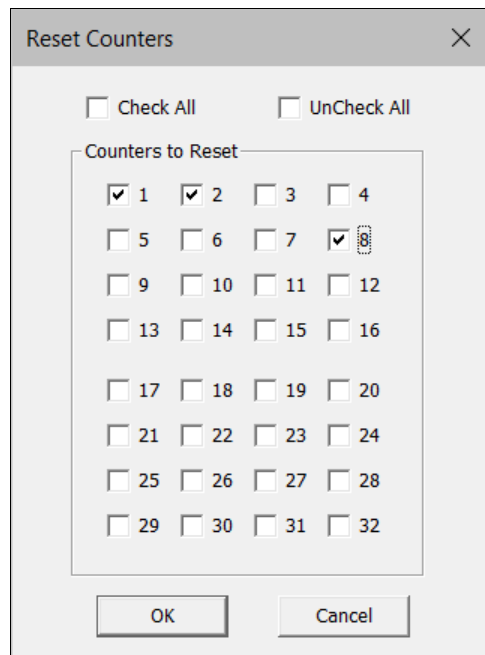 Reset Counters
Check All UnCheck All
Counters to Reset
1 2 3 4
5 6 7 8
9 10 11 12
13 14 15 16
17 18 19 20
21 22 23 24
25 26 27 28
29 30 31 32
OK Cancel